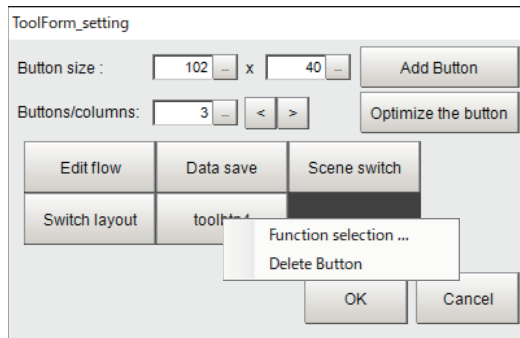 ToolForm_setting
Button size : 102 ... x 40 ... Add Button
Buttons/columns: 3 ... < > Optimize the button
Edit flow Data save Scene switch
Switch layout
Function selection ...
Delete Button
OK Cancel